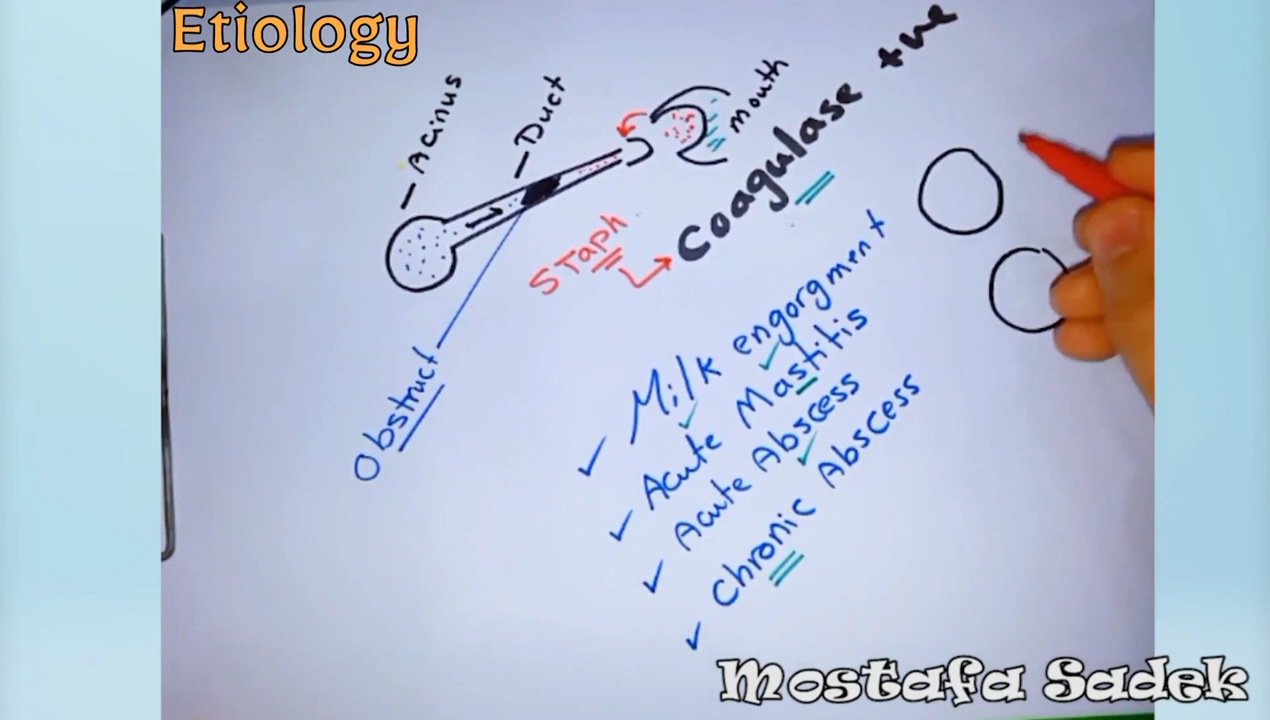 Etiology
Acinus
Duct
mouth
Coagulase +ve
STaph
Obstruct
Milk engorgment
Acute Mastitis
Acute Abscess
Chronic Abscess
Mostafa Sadek